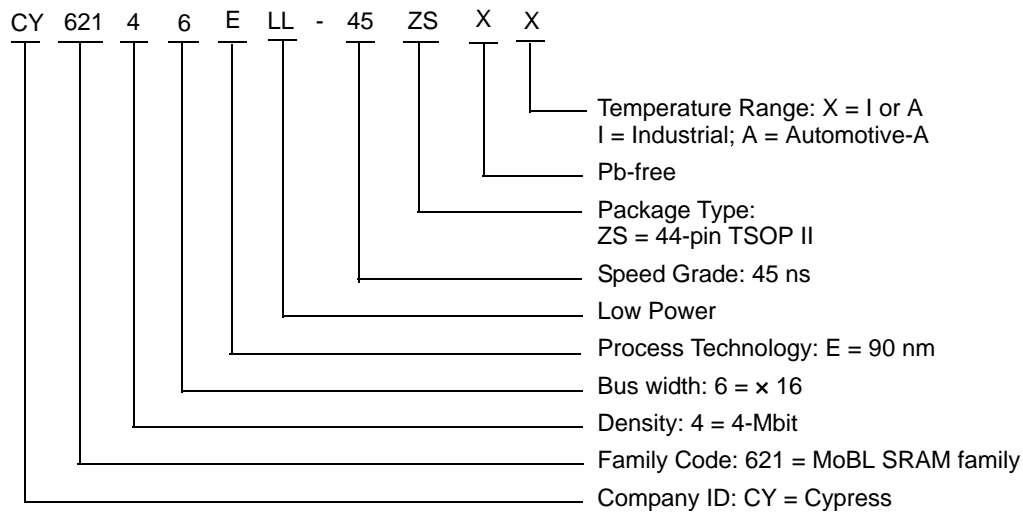 CY 621 4 6 E LL - 45 ZS X X
Temperature Range: X = I or A
I = Industrial; A = Automotive-A
Pb-free
Package Type:
ZS = 44-pin TSOP II
Speed Grade: 45 ns
Low Power
Process Technology: E = 90 nm
Bus width: 6 = × 16
Density: 4 = 4-Mbit
Family Code: 621 = MoBL SRAM family
Company ID: CY = Cypress